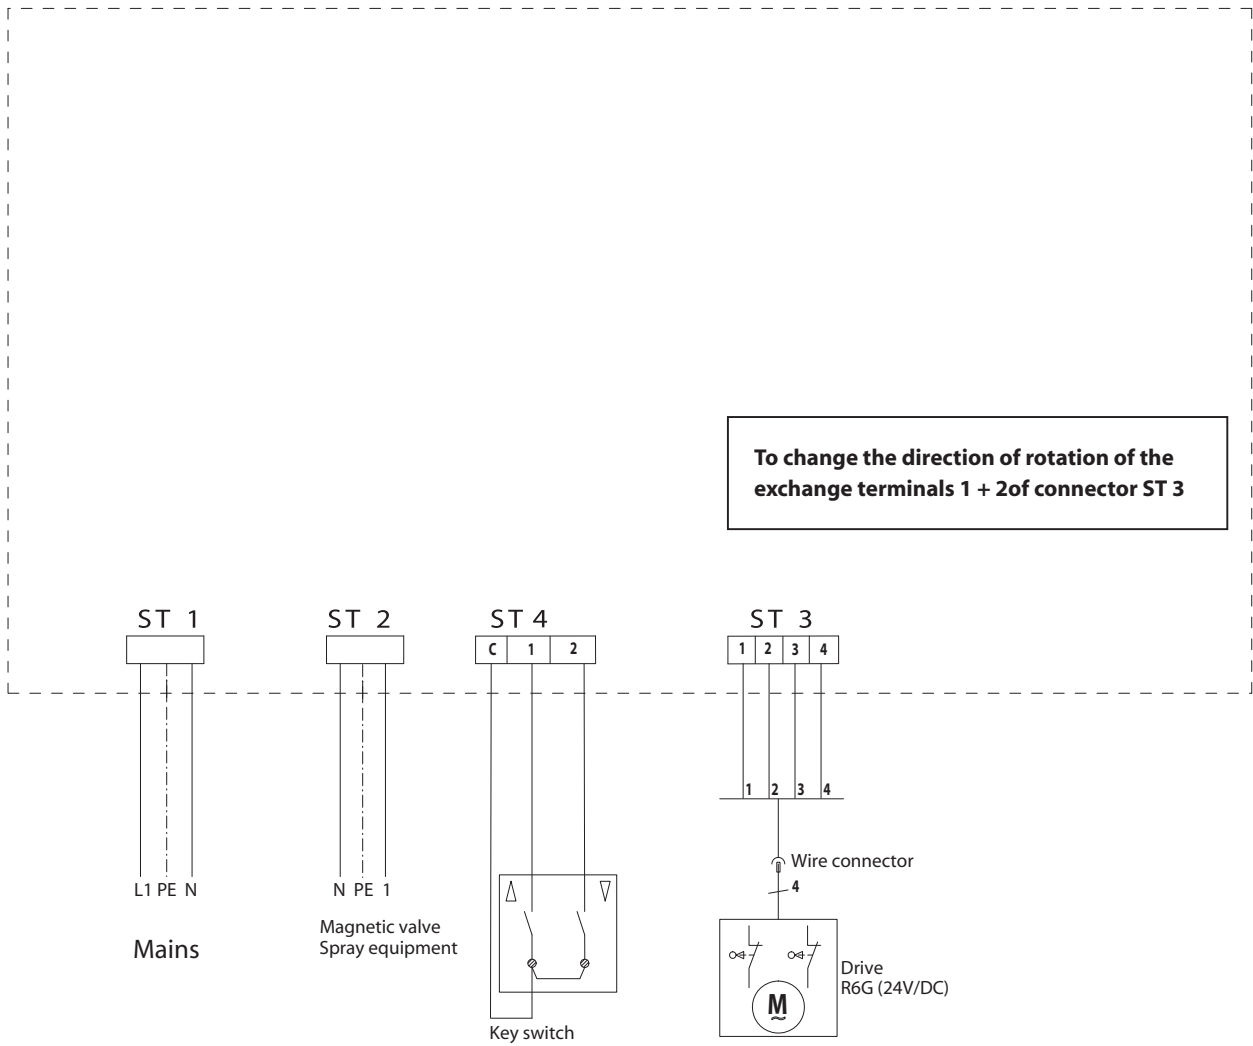 To change the direction of rotation of the
exchange terminals 1 + 2of connector ST 3
ST 1
ST 2
ST 4
ST 3
C 1 2
1 2 3 4
1 2 3 4
Wire connector
4
L1 PE N
N PE 1
Mains
Magnetic valve
Spray equipment
Key switch
Drive
R6G (24V/DC)
M
~